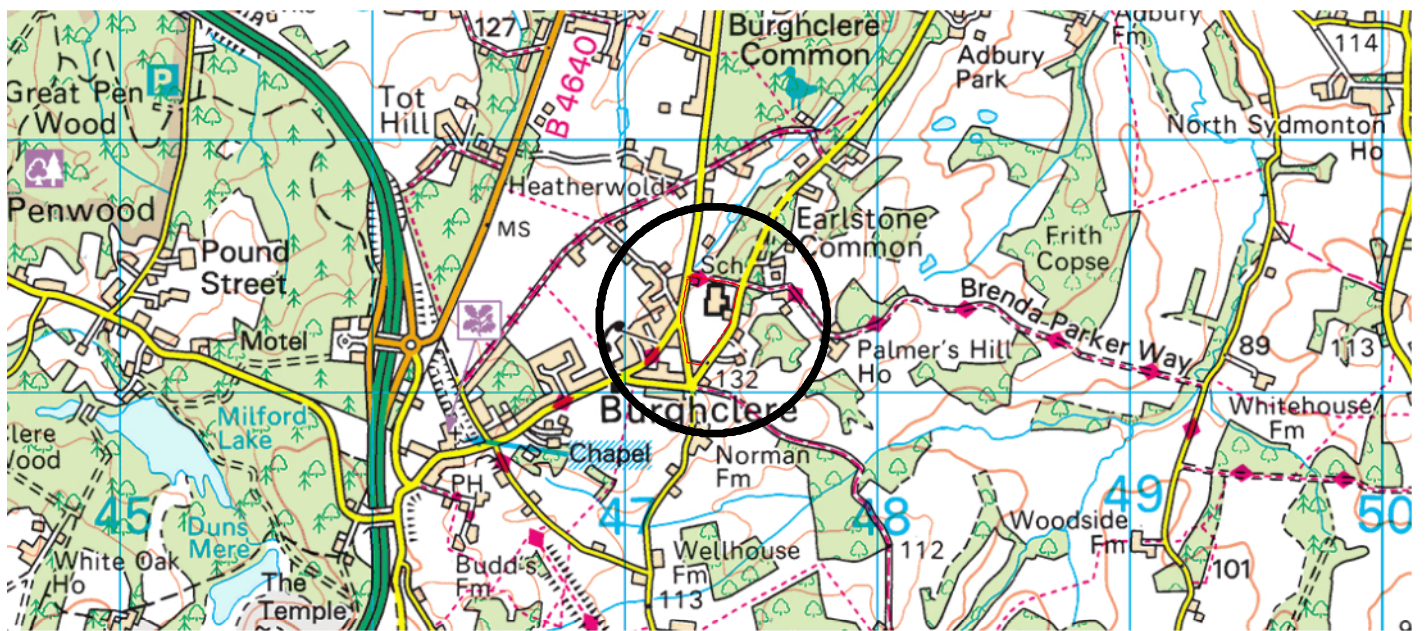 127
Burghclere
Common
Adbury
Fm
114
Great Pen
Wood
P
Tot
Hill
B 4640
Adbury
Park
North Sydmonton
Ho
Penwood
Heatherwold
MS
Earlstone
Common
Pound
Street
Sch
Frith
Copse
Motel
Brenda Parker Way
Palmer's Hill
Ho
89
113
132
Burghclere
Milford
Lake
Whitehouse
Fm
Chapel
Norman
Fm
PH
45
47
48
49
50
Duns
Mere
Woodside
Fm
White Oak
Ho
The
Temple
Budd's
Fm
Wellhouse
Fm
112
113
101